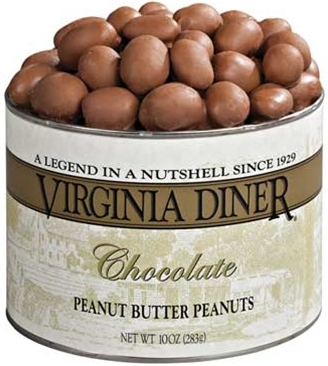 A LEGEND IN A NUTSHELL SINCE 1929
VIRGINIA DINER®
Chocolate
PEANUT BUTTER PEANUTS
NET WT 10OZ (283g)